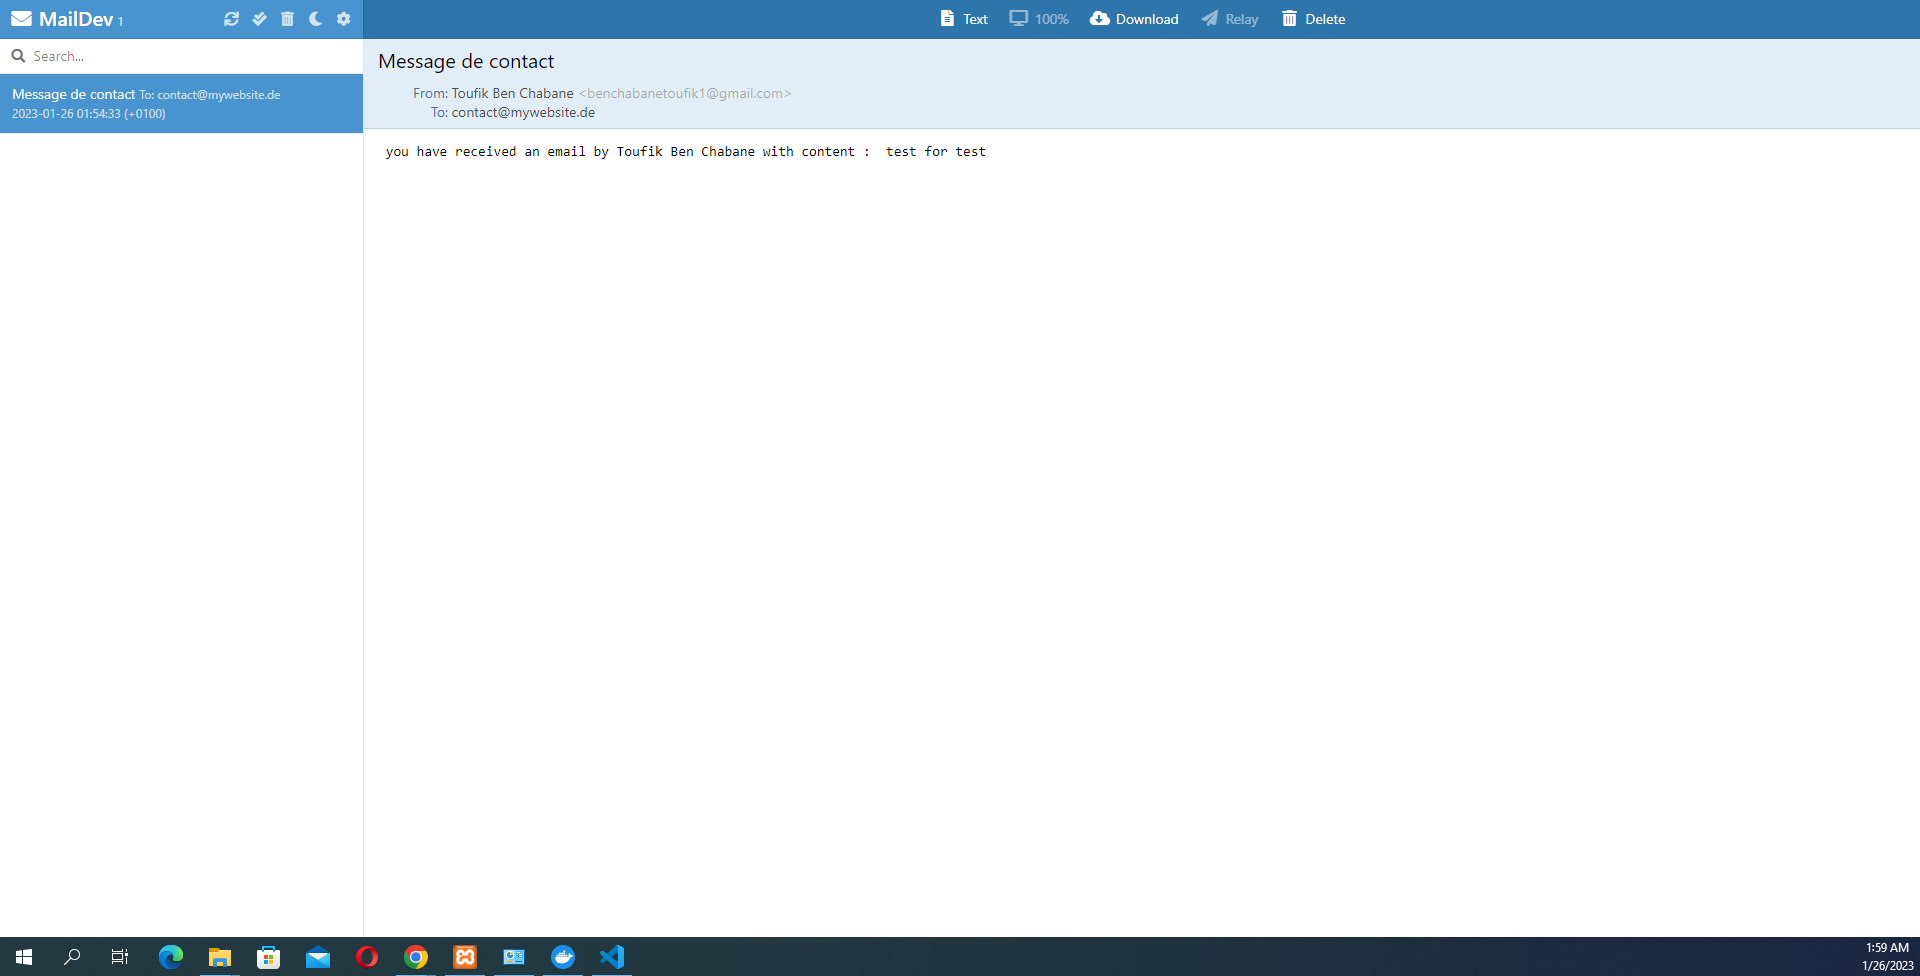 MailDev 1
Text 100% Download Relay Delete
Search...
Message de contact To: contact@mywebsite.de
2023-01-26 01:54:33 (+0100)
Message de contact
From: Toufik Ben Chabane <benchabanetoufik1@gmail.com>
To: contact@mywebsite.de
you have received an email by Toufik Ben Chabane with content :  test for test
1:59 AM
1/26/2023